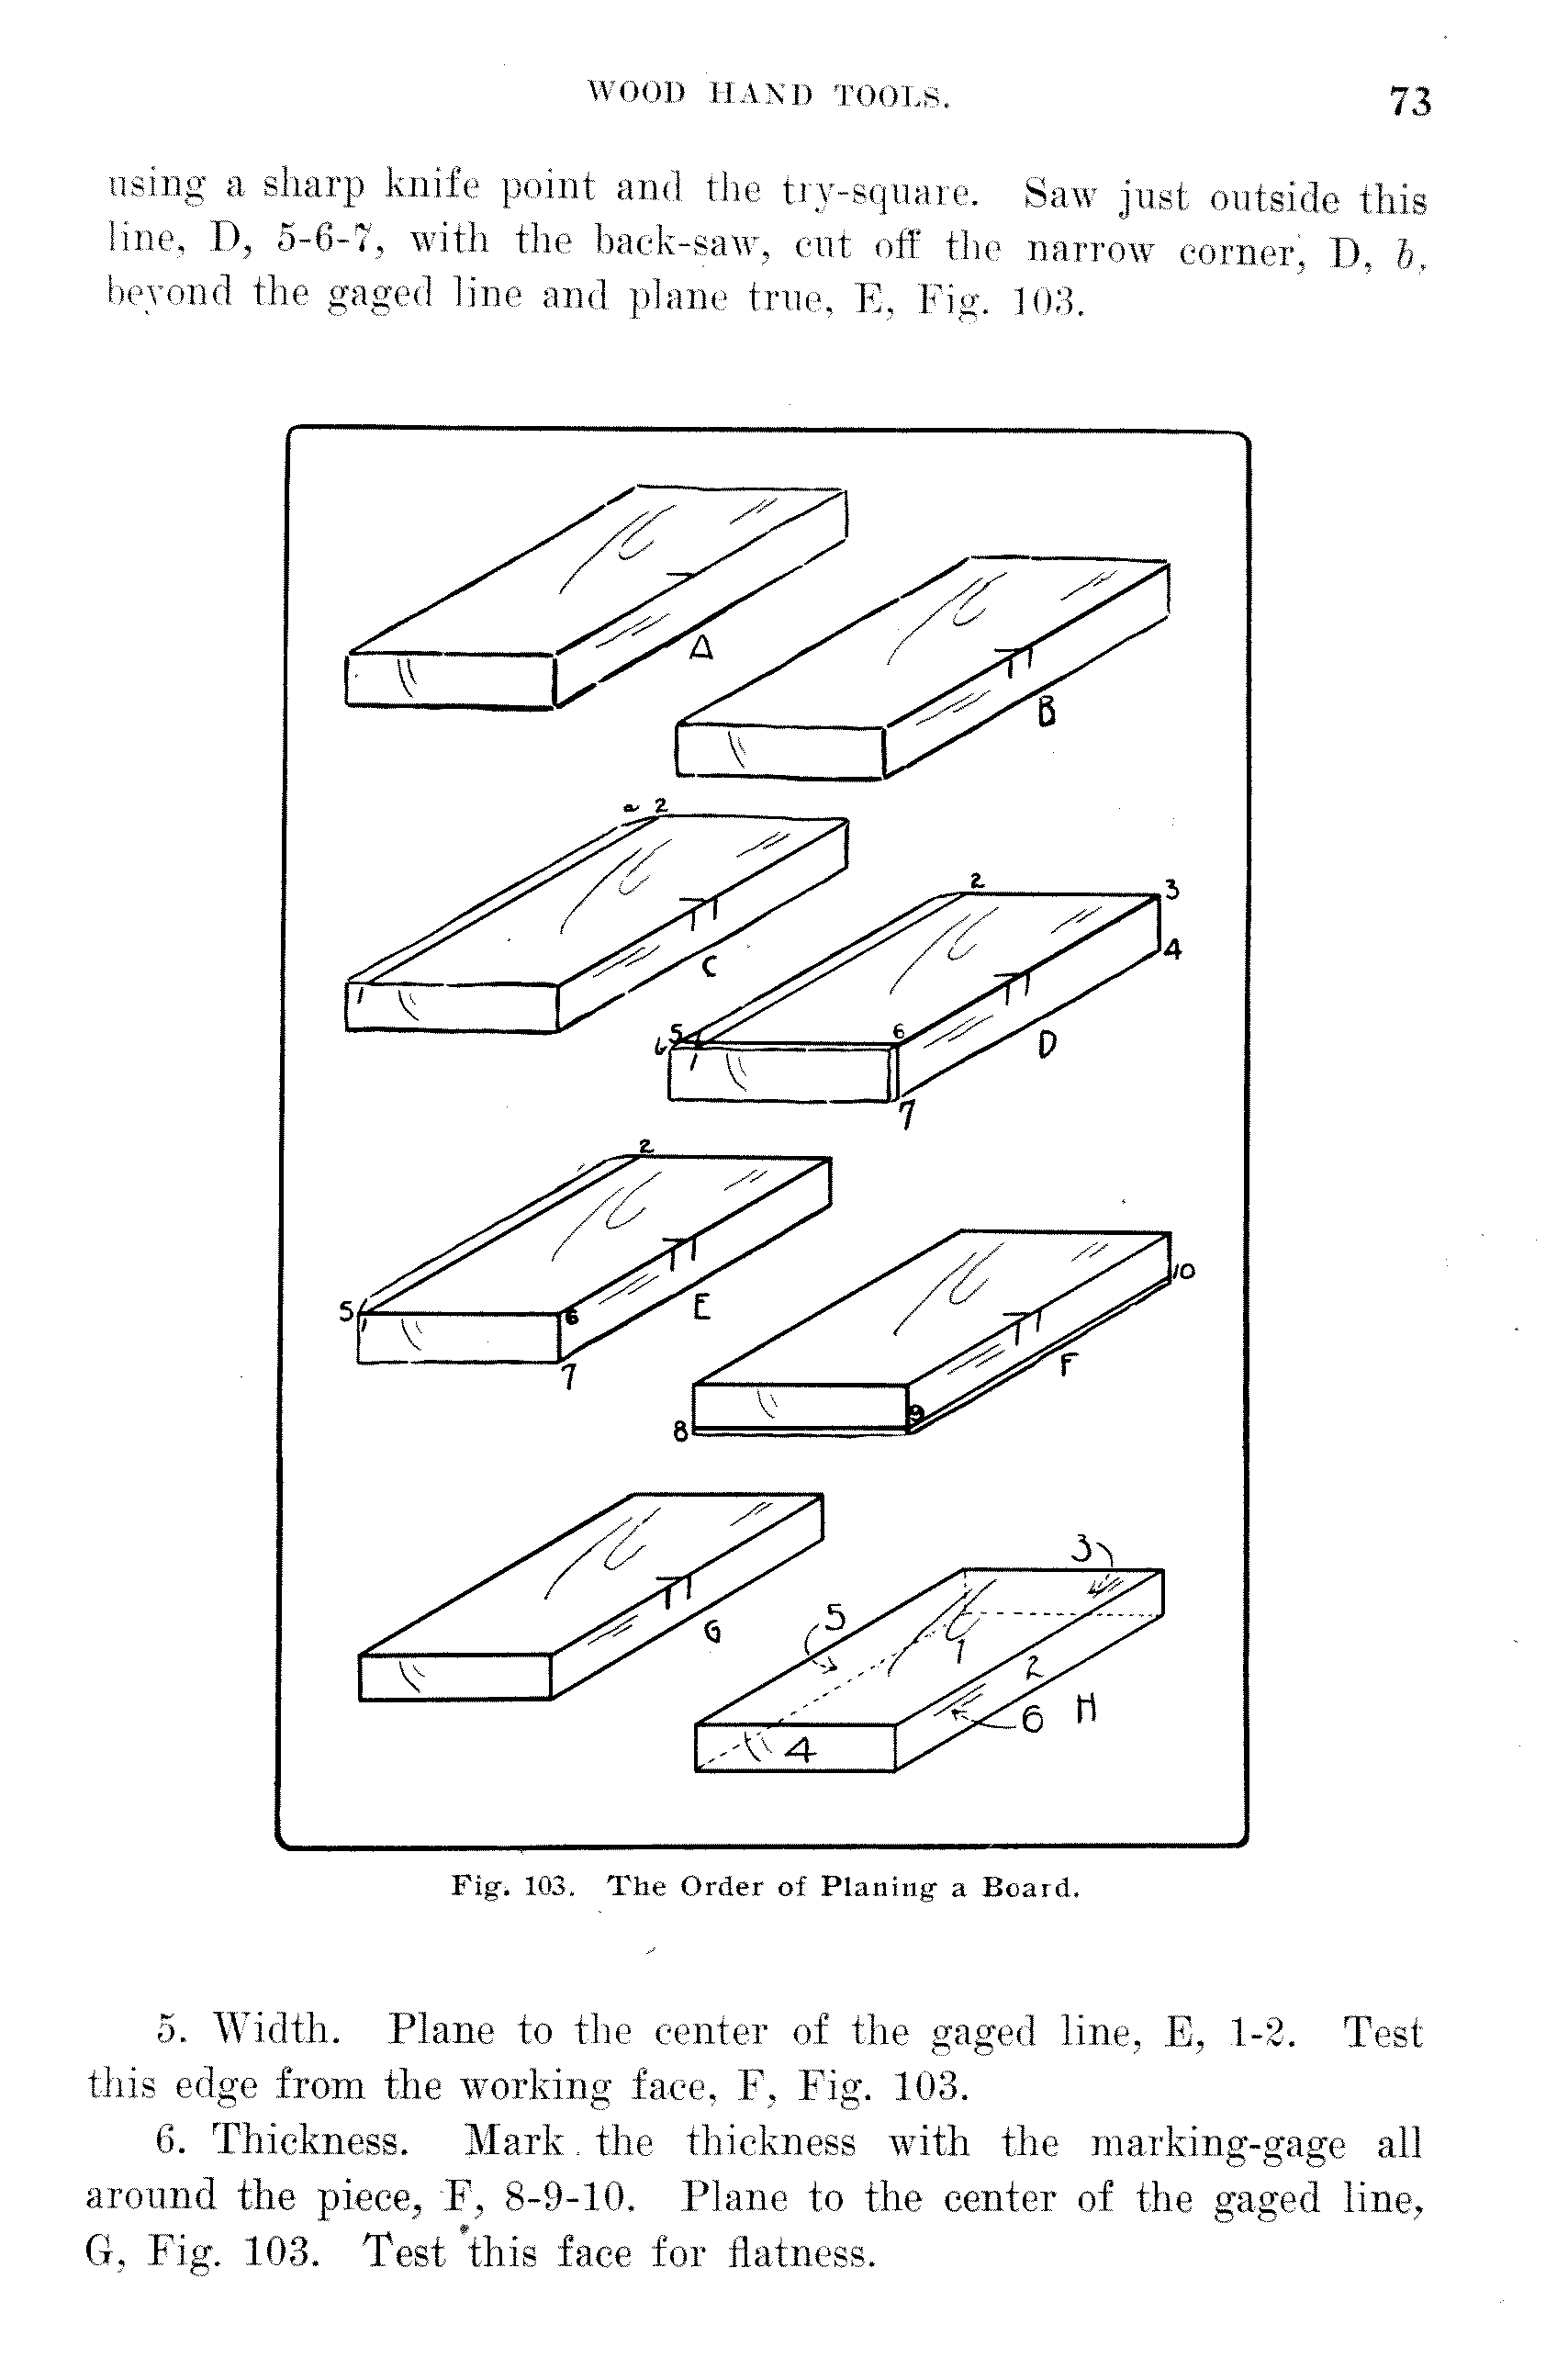 WOOD HAND TOOLS. 73
using a sharp knife point and the try-square. Saw just outside this
line, D, 5-6-7, with the back-saw, cut off the narrow corner, D, b,
beyond the gaged line and plane true, E, Fig. 103.
A
B
a 2
1
C
2
3
4
b 5
6
1
D
7
2
5
1
6
E
7
10
F
9
8
G
3
5
1
2
6 H
4
Fig. 103. The Order of Planing a Board.
5. Width. Plane to the center of the gaged line, E, 1-2. Test
this edge from the working face, F, Fig. 103.
6. Thickness. Mark the thickness with the marking-gage all
around the piece, F, 8-9-10. Plane to the center of the gaged line,
G, Fig. 103. Test this face for flatness.